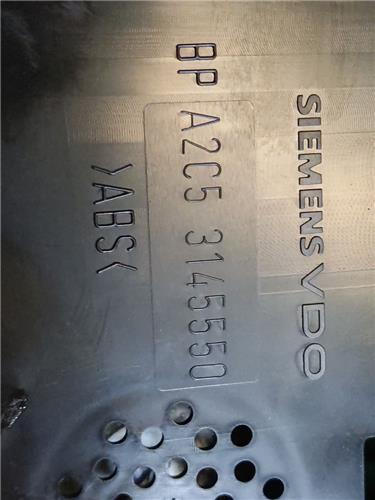 SIEMENS VDO
BP A2C5 3145550
>ABS<